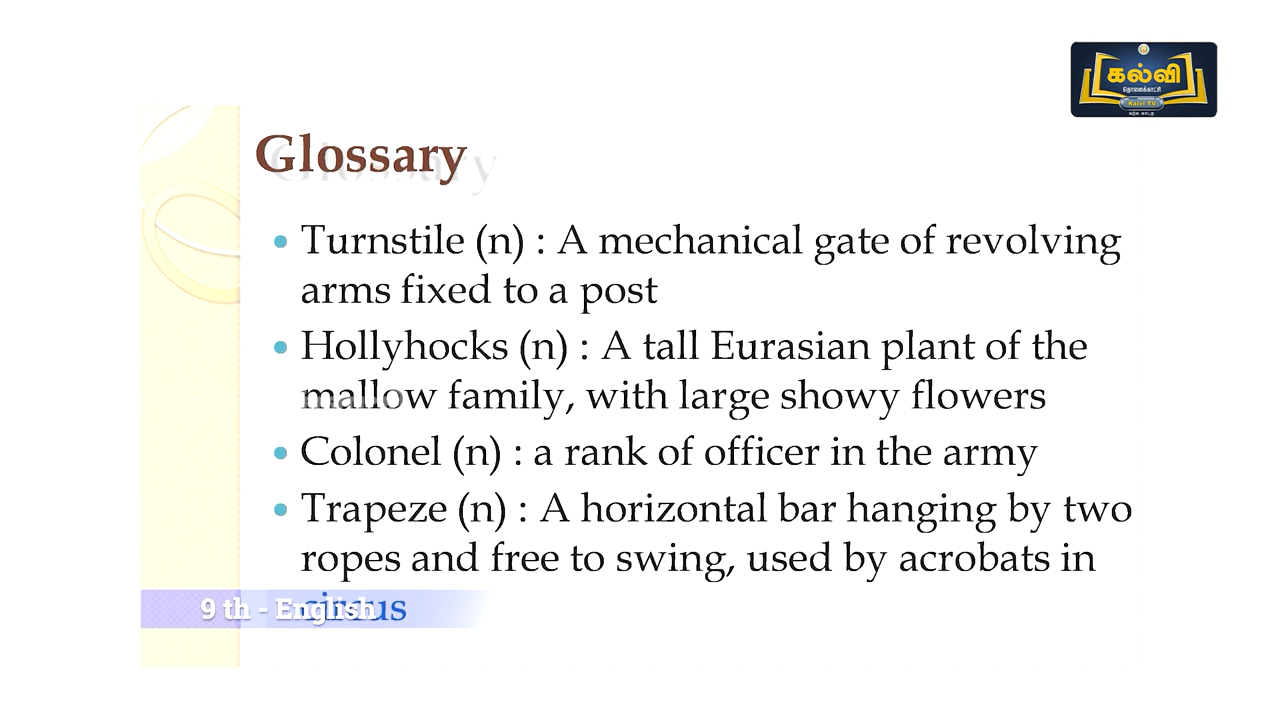 கல்வி
தொலைக்காட்சி
Kalvi TV
Glossary
• Turnstile (n) : A mechanical gate of revolving
arms fixed to a post
• Hollyhocks (n) : A tall Eurasian plant of the
mallow family, with large showy flowers
• Colonel (n) : a rank of officer in the army
• Trapeze (n) : A horizontal bar hanging by two
ropes and free to swing, used by acrobats in
circus
9 th - English